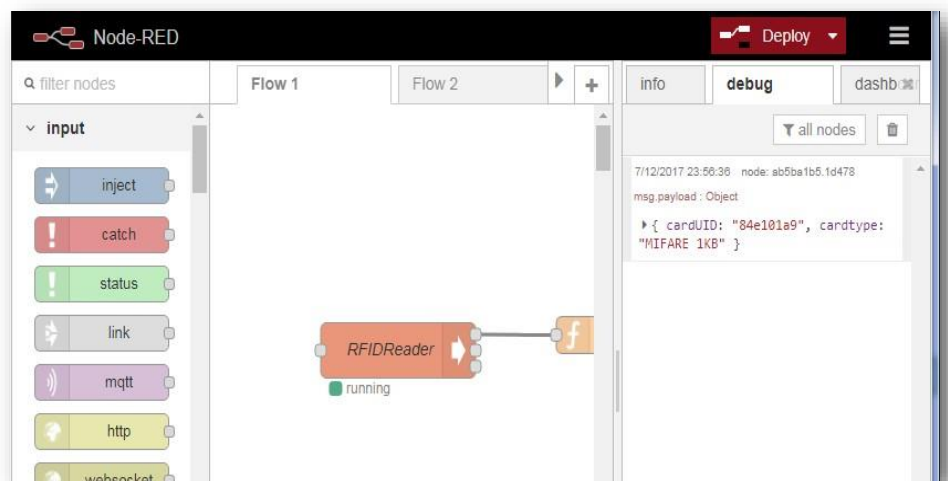 Node-RED
Deploy
filter nodes
input
inject
catch
status
link
mqtt
http
websocket
Flow 1
Flow 2
RFIDReader
running
f
info
debug
dashb
all nodes
7/12/2017 23:56:36 node: ab5ba1b5.1d478
msg.payload : Object
{ cardUID: "84e101a9", cardtype:
"MIFARE 1KB" }